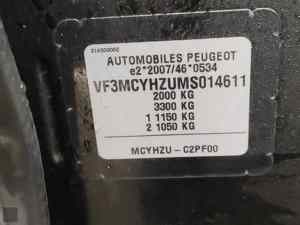 AUTOMOBILES PEUGEOT
e2*2007/46*0534
VF3MCYHZUMS014611
2000 KG
3300 KG
1 1150 KG
2 1050 KG
MCYHZU - C2PF00